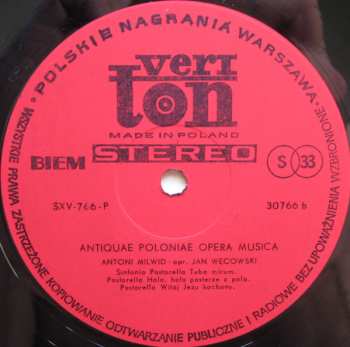 POLSKIE NAGRANIA WARSZAWA
veri
ton
MADE IN POLAND
BIEM STEREO S 33
SXV-766-P 30766 b
ANTIQUAE POLONIAE OPERA MUSICA
ANTONI MILWID - opr. JAN WĘCOWSKI
Sinfonia Pastorella Tuba mirum.
Pastorella Hola, hola pasterze z pola.
Pastorella Witaj Jezu kochany.
WSZYSTKIE PRAWA ZASTRZEŻONE KOPIOWANIE ODTWARZANIE PUBLICZNE I RADIOWE BEZ UPOWAŻNIENIA WZBRONIONE